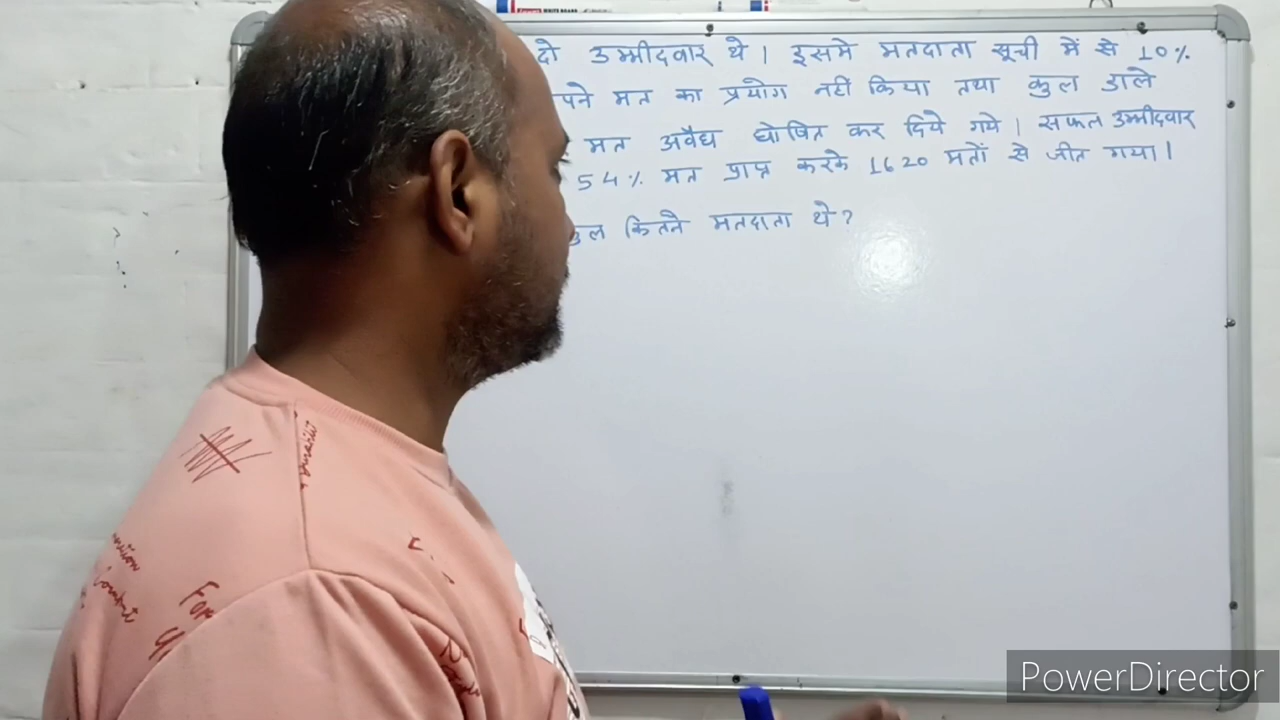 दो उम्मीदवार थे। इसमे मतदाता सूची में से 10%
पने मत का प्रयोग नहीं किया तथा कुल डाले
मत अवैध घोषित कर दिये गये। सफल उम्मीदवार
54% मत प्राप्त करके 1620 मतों से जीत गया।
कुल कितने मतदाता थे?
For
PowerDirector